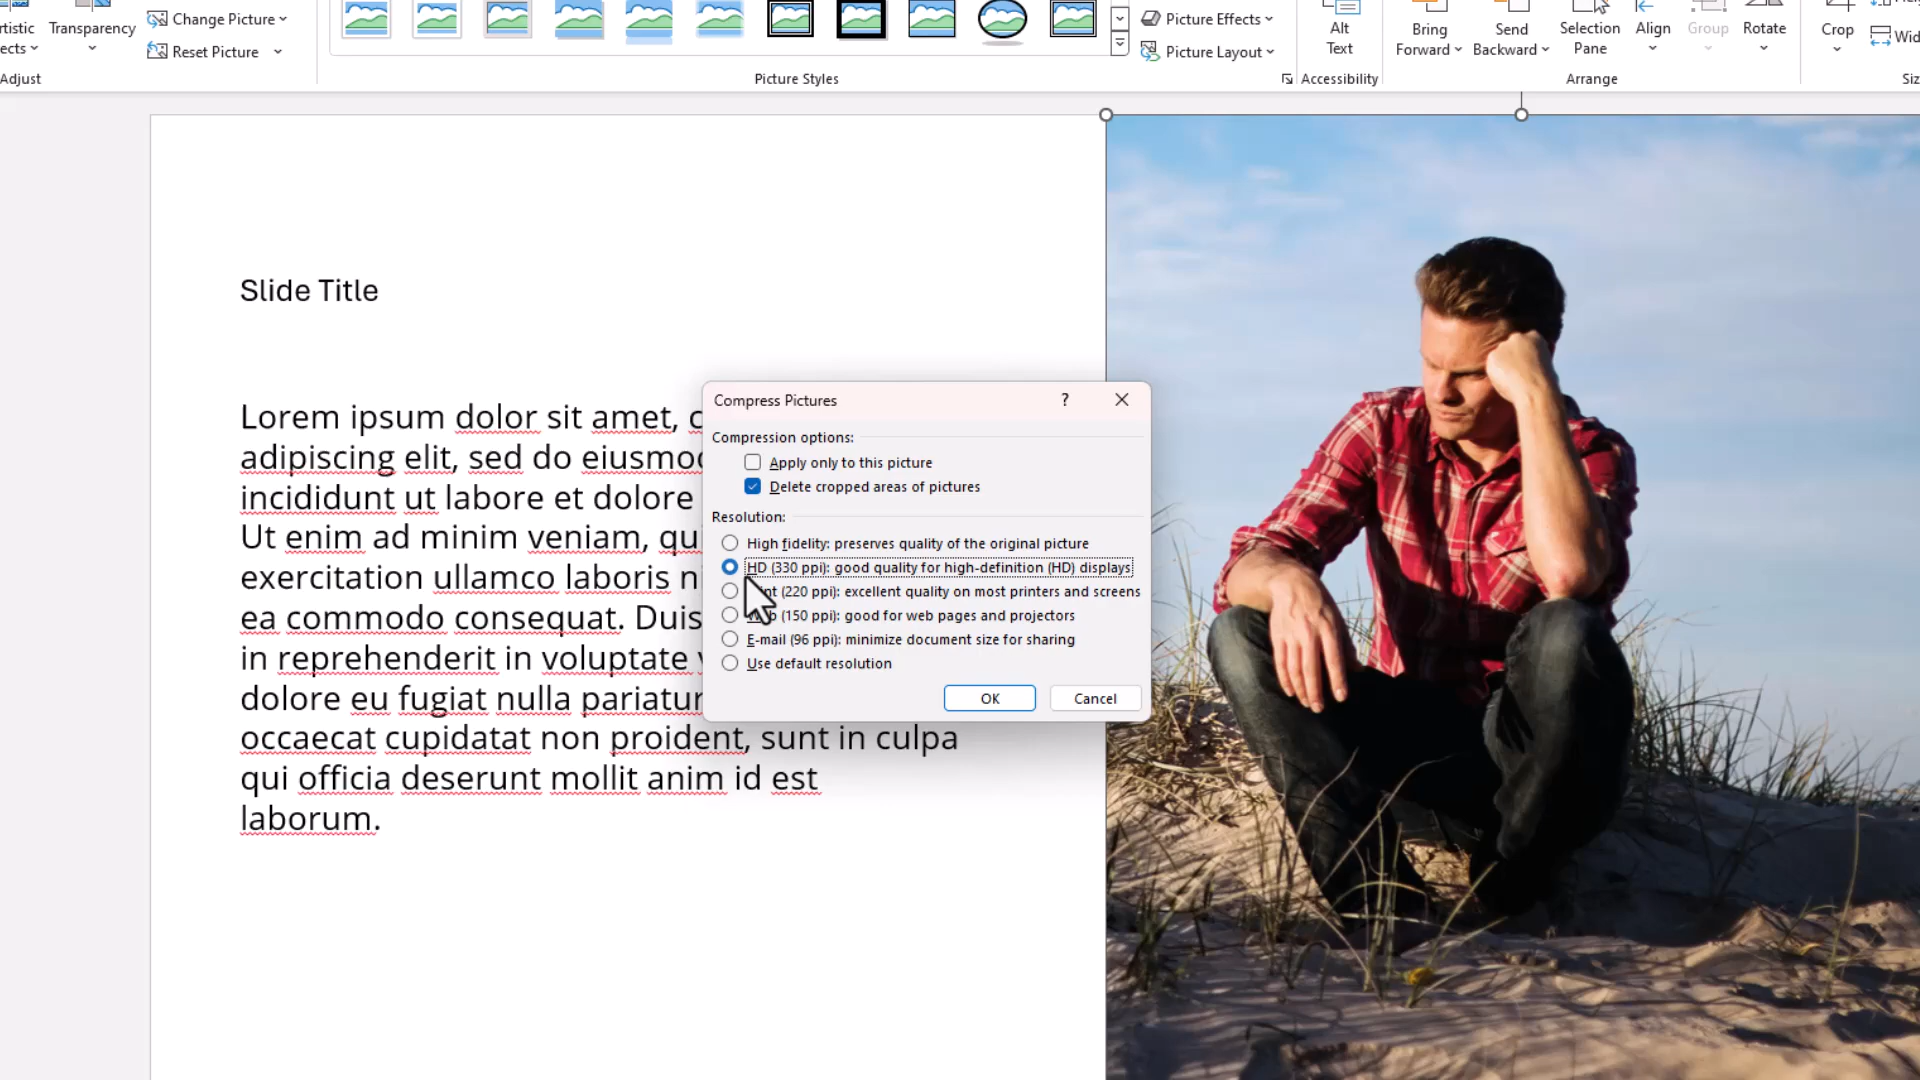 Transparency
Change Picture
Reset Picture
Adjust
Picture Styles
Picture Effects
Picture Layout
Alt
Text
Accessibility
Bring
Forward
Send
Backward
Selection
Pane
Align
Group
Rotate
Arrange
Crop
Slide Title
Lorem ipsum dolor sit amet, c
adipiscing elit, sed do eiusmod
incididunt ut labore et dolore
Ut enim ad minim veniam, qui
exercitation ullamco laboris ni
ea commodo consequat. Duis
in reprehenderit in voluptate v
dolore eu fugiat nulla pariatur
occaecat cupidatat non proident, sunt in culpa
qui officia deserunt mollit anim id est
laborum.
Compress Pictures
?
Compression options:
Apply only to this picture
Delete cropped areas of pictures
Resolution:
High fidelity: preserves quality of the original picture
HD (330 ppi): good quality for high-definition (HD) displays
(220 ppi): excellent quality on most printers and screens
(150 ppi): good for web pages and projectors
E-mail (96 ppi): minimize document size for sharing
Use default resolution
OK
Cancel